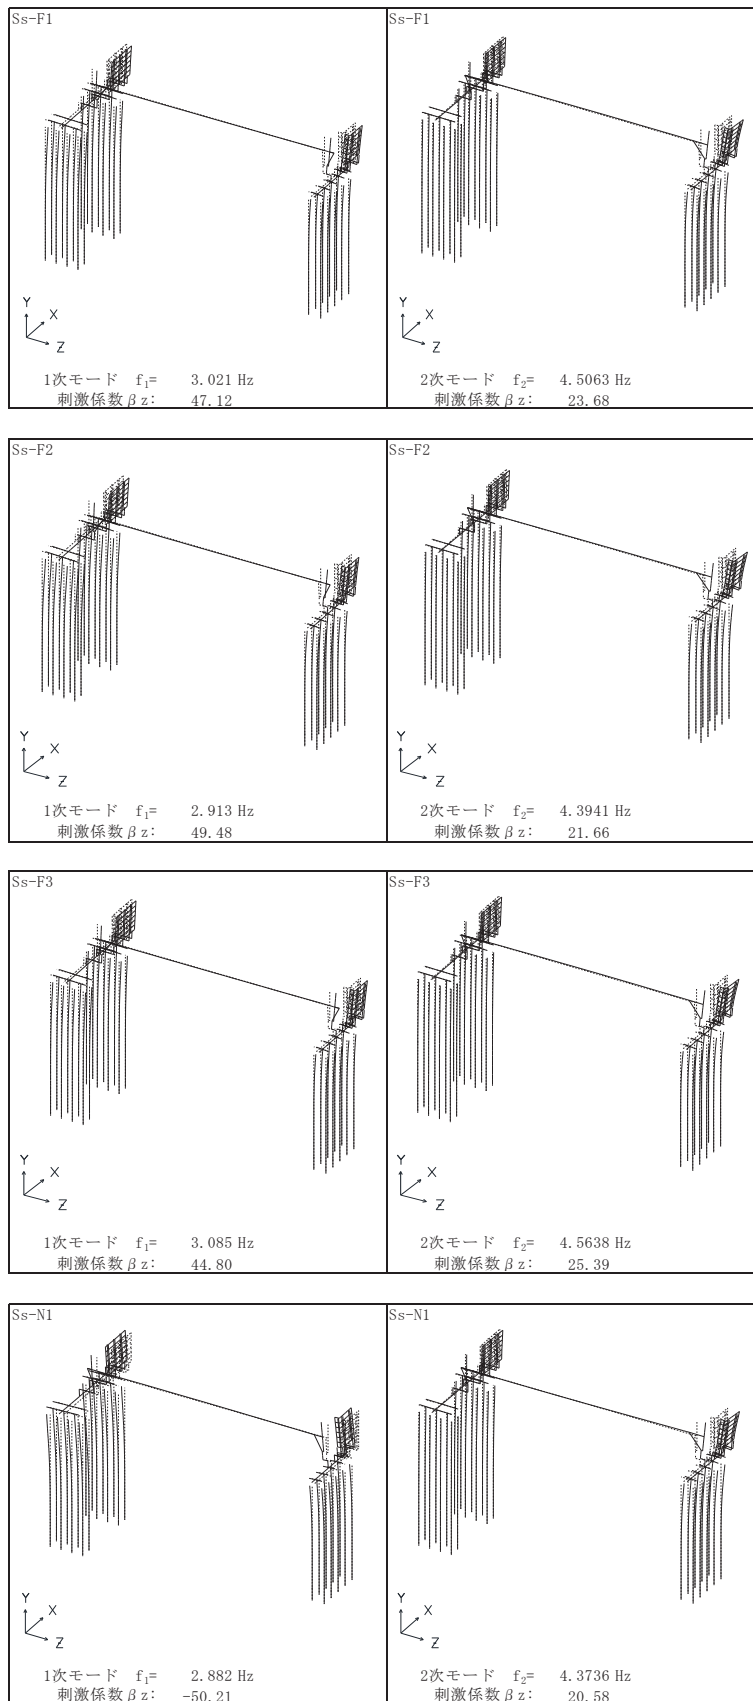 Ss-F1
Y
X
Z
1次モード f₁= 3.021 Hz
刺激係数βz: 47.12
Ss-F1
Y
X
Z
2次モード f₂= 4.5063 Hz
刺激係数βz: 23.68
Ss-F2
Y
X
Z
1次モード f₁= 2.913 Hz
刺激係数βz: 49.48
Ss-F2
Y
X
Z
2次モード f₂= 4.3941 Hz
刺激係数βz: 21.66
Ss-F3
Y
X
Z
1次モード f₁= 3.085 Hz
刺激係数βz: 44.80
Ss-F3
Y
X
Z
2次モード f₂= 4.5638 Hz
刺激係数βz: 25.39
Ss-N1
Y
X
Z
1次モード f₁= 2.882 Hz
刺激係数βz: -50.21
Ss-N1
Y
X
Z
2次モード f₂= 4.3736 Hz
刺激係数βz: 20.58